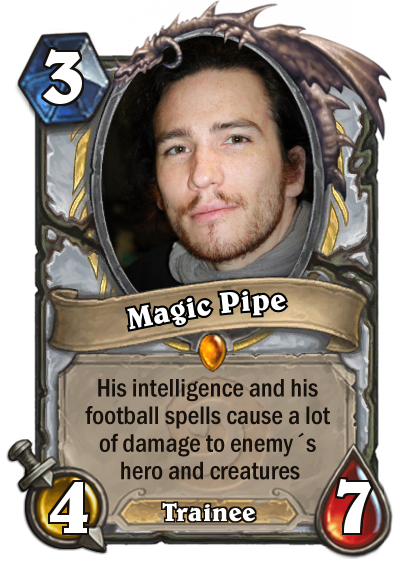 3
Magic Pipe
His intelligence and his
football spells cause a lot
of damage to enemy´s
hero and creatures
4
Trainee
7